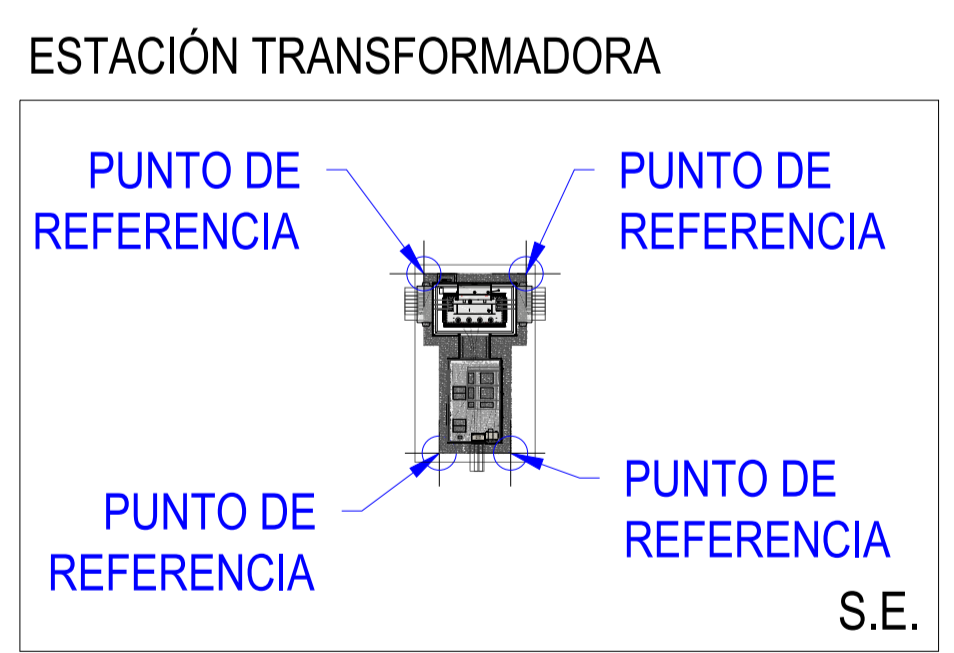 ESTACIÓN TRANSFORMADORA
PUNTO DE
REFERENCIA
PUNTO DE
REFERENCIA
PUNTO DE
REFERENCIA
PUNTO DE
REFERENCIA
S.E.